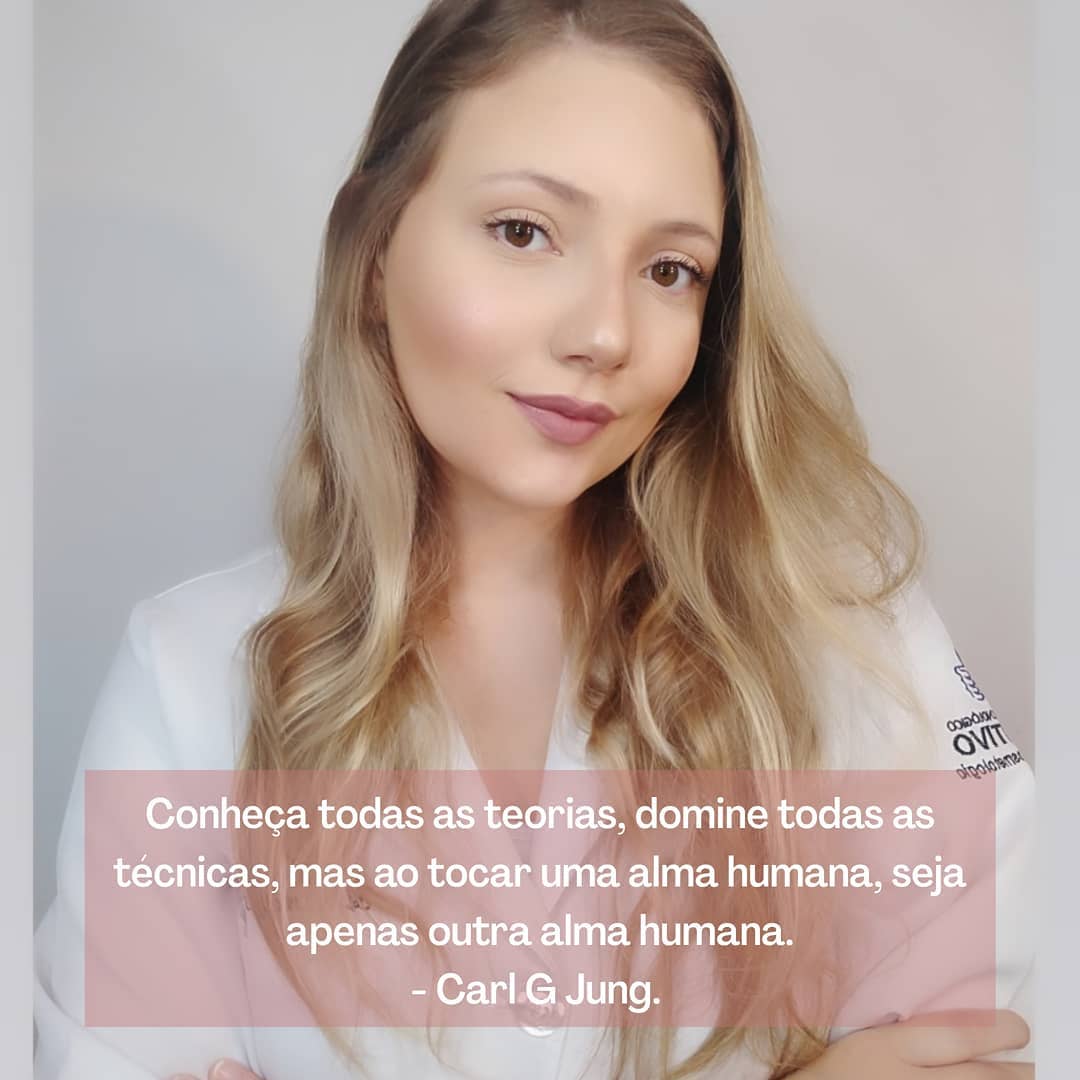 Conheça todas as teorias, domine todas as
técnicas, mas ao tocar uma alma humana, seja
apenas outra alma humana.
- Carl G Jung.
TIVO